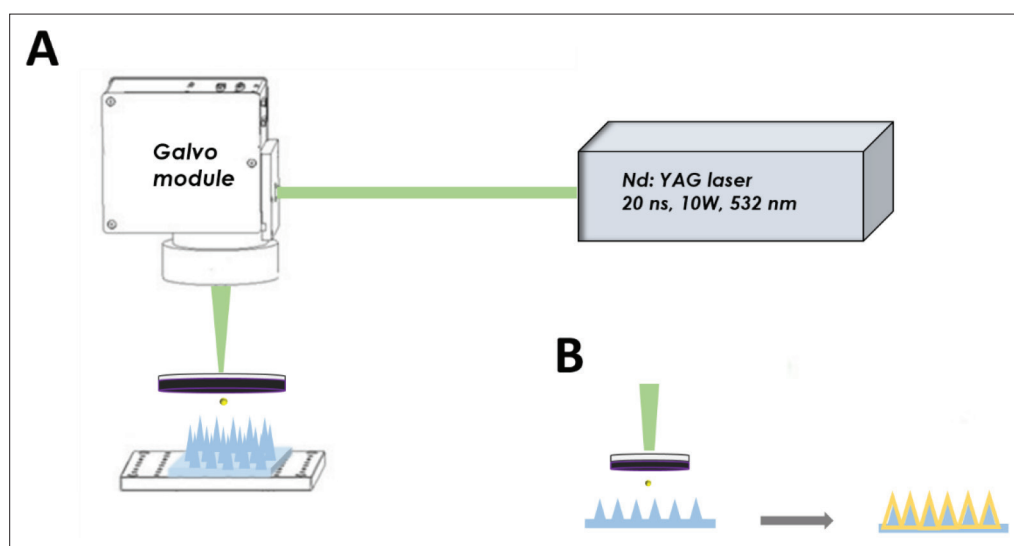 A
Galvo
module
Nd: YAG laser
20 ns, 10W, 532 nm
B